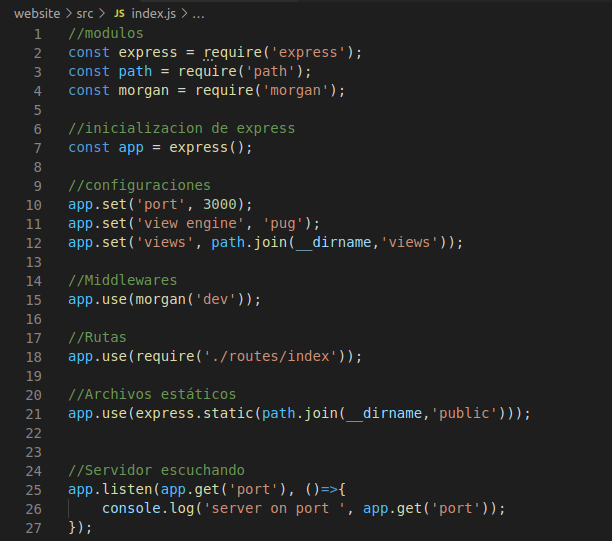 website > src > JS index.js > ...
1 //modulos
2 const express = require('express');
3 const path = require('path');
4 const morgan = require('morgan');
5
6 //inicializacion de express
7 const app = express();
8
9 //configuraciones
10 app.set('port', 3000);
11 app.set('view engine', 'pug');
12 app.set('views', path.join(__dirname,'views'));
13
14 //Middlewares
15 app.use(morgan('dev'));
16
17 //Rutas
18 app.use(require('./routes/index'));
19
20 //Archivos estáticos
21 app.use(express.static(path.join(__dirname,'public')));
22
23
24 //Servidor escuchando
25 app.listen(app.get('port'), ()=>{
26     console.log('server on port ', app.get('port'));
27 });